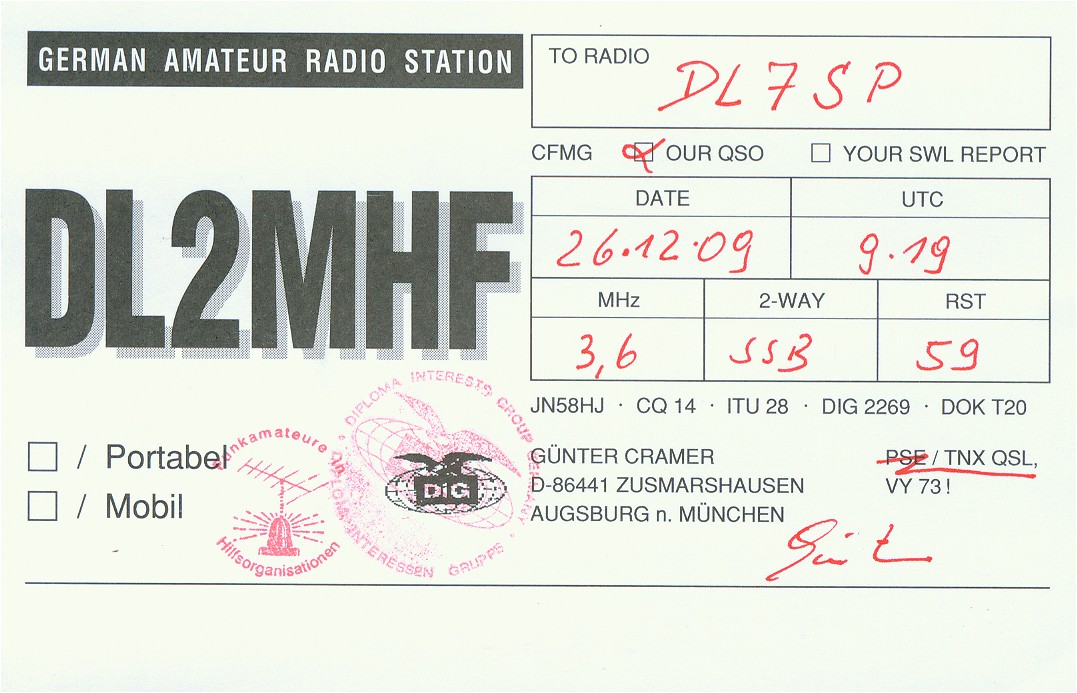 GERMAN AMATEUR RADIO STATION
TO RADIO
DL7SP
CFMG OUR QSO YOUR SWL REPORT
DL2MHF
DATE UTC
26.12.09 9.19
MHz 2-WAY RST
3,6 SSB 59
JN58HJ · CQ 14 · ITU 28 · DIG 2269 · DOK T20
/ Portabel
/ Mobil
Funkamateure in
Hilfsorganisationen
DIPLOMA INTERESTS GROUP GERMANY
DIG
DIPLOM-INTERESSEN GRUPPE
GÜNTER CRAMER
D-86441 ZUSMARSHAUSEN
AUGSBURG n. MÜNCHEN
PSE / TNX QSL,
VY 73!